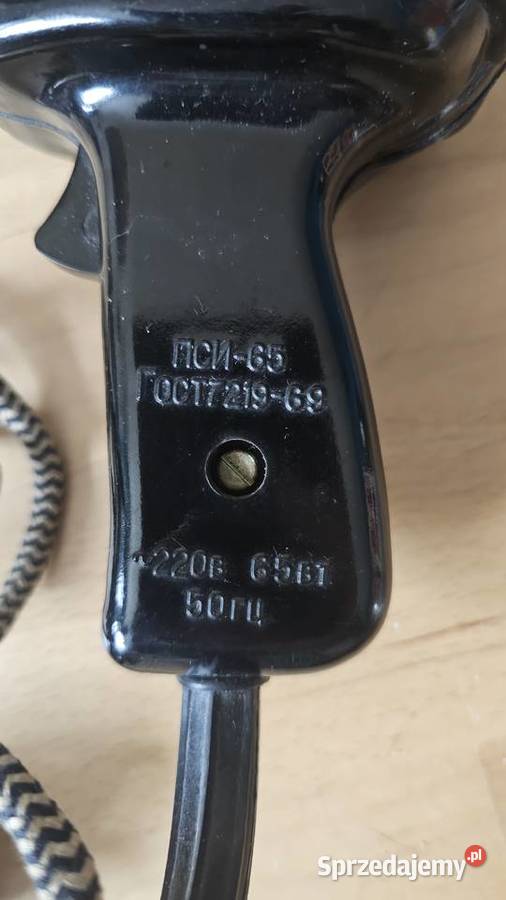 ПСИ-65
ГОСТ7219-69
~220в 65вт
50гц
Sprzedajemy.pl